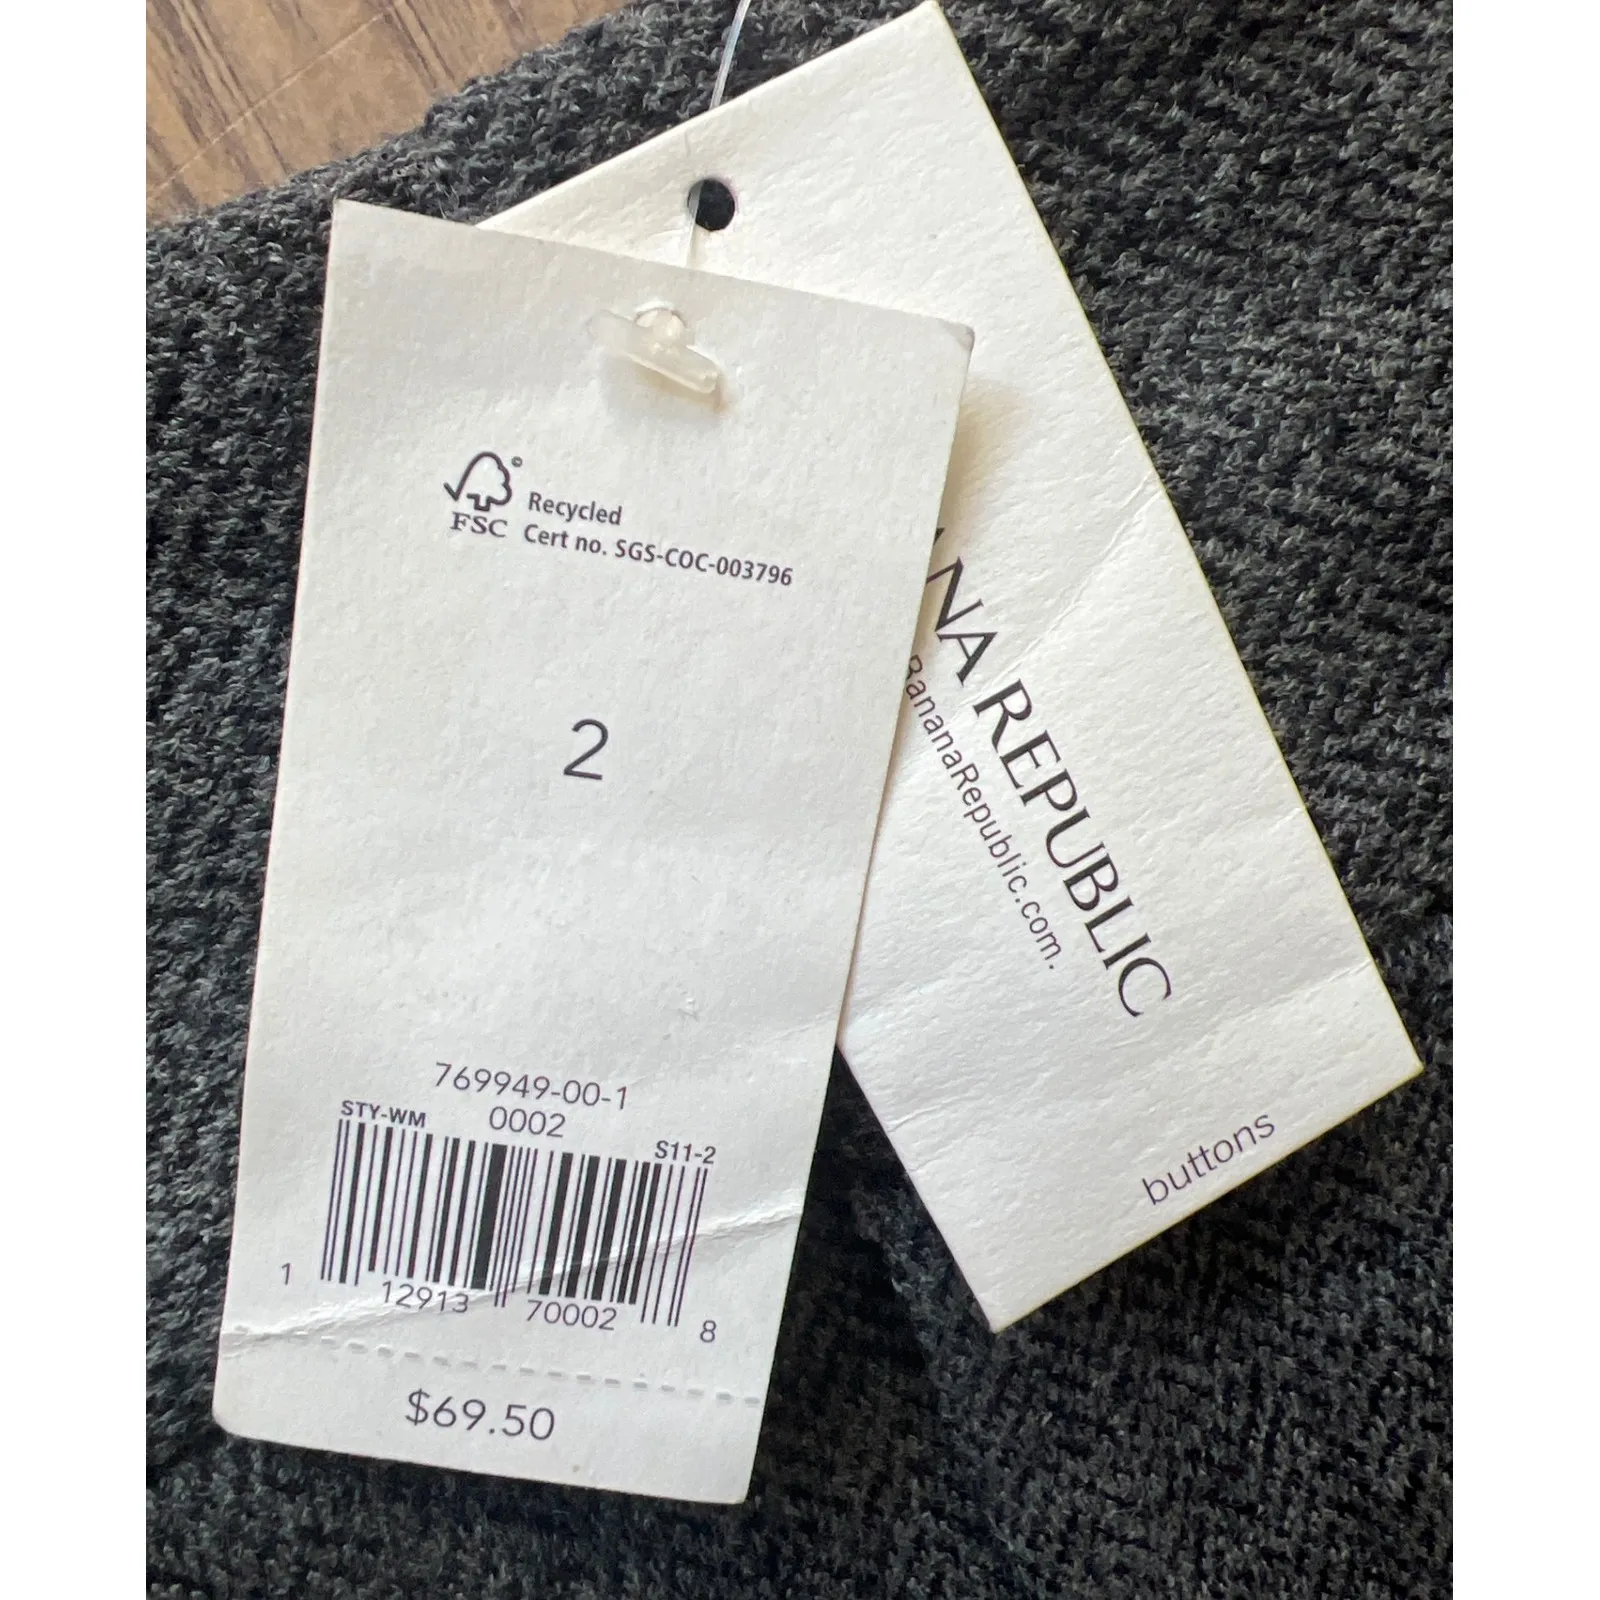 FSC
Recycled
Cert no. SGS-COC-003796
2
769949-00-1
STY-WM 0002 S11-2
1 12913 70002 8
$69.50
NA REPUBLIC
BananaRepublic.com.
buttons